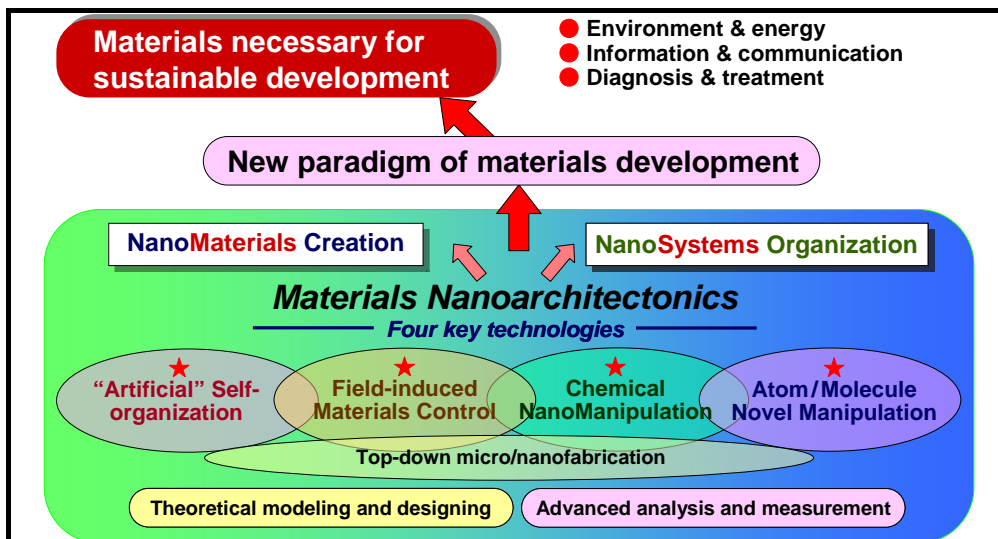 Materials necessary for
sustainable development
Environment & energy
Information & communication
Diagnosis & treatment
New paradigm of materials development
NanoMaterials Creation
NanoSystems Organization
Materials Nanoarchitectonics
Four key technologies
“Artificial” Self-
organization
Field-induced
Materials Control
Chemical
NanoManipulation
Atom/Molecule
Novel Manipulation
Top-down micro/nanofabrication
Theoretical modeling and designing
Advanced analysis and measurement